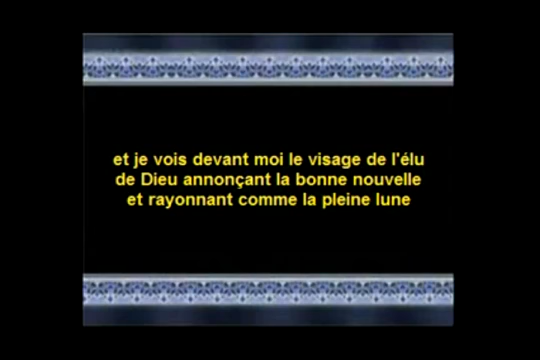 et je vois devant moi le visage de l'élu
de Dieu annonçant la bonne nouvelle
et rayonnant comme la pleine lune